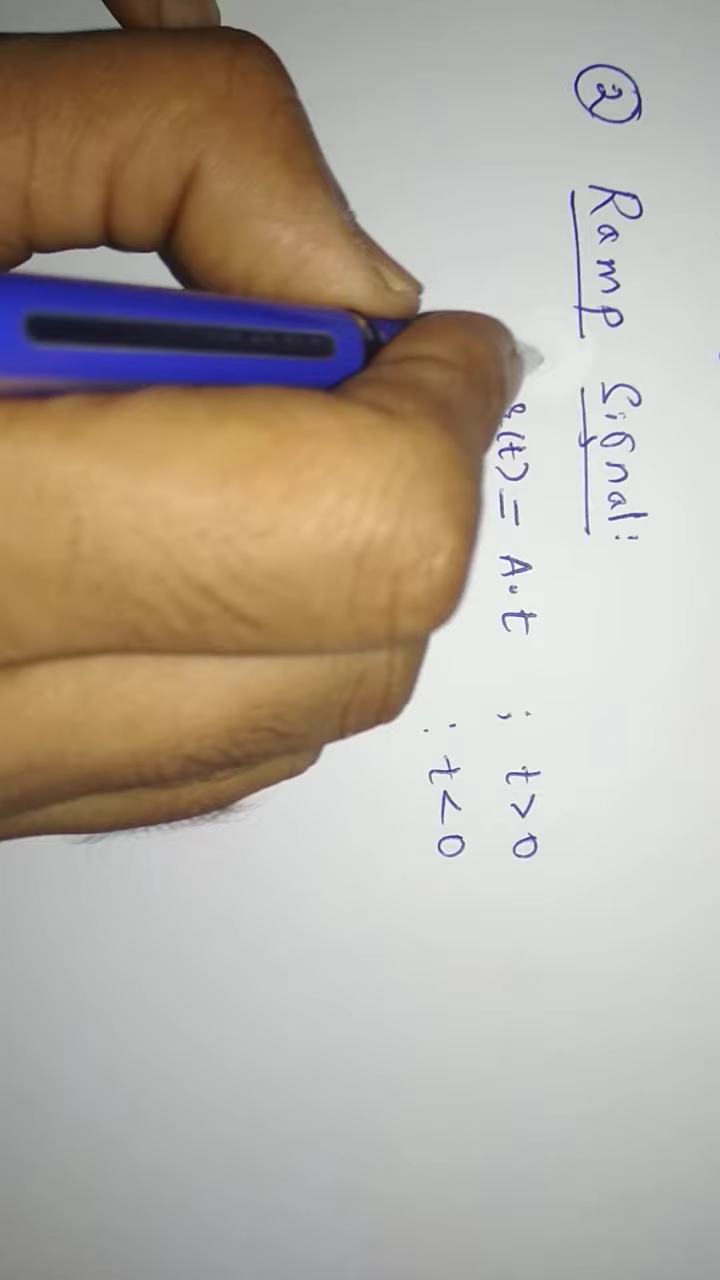 ② Ramp Signal:
r(t) = A.t ; t>0
; t<0